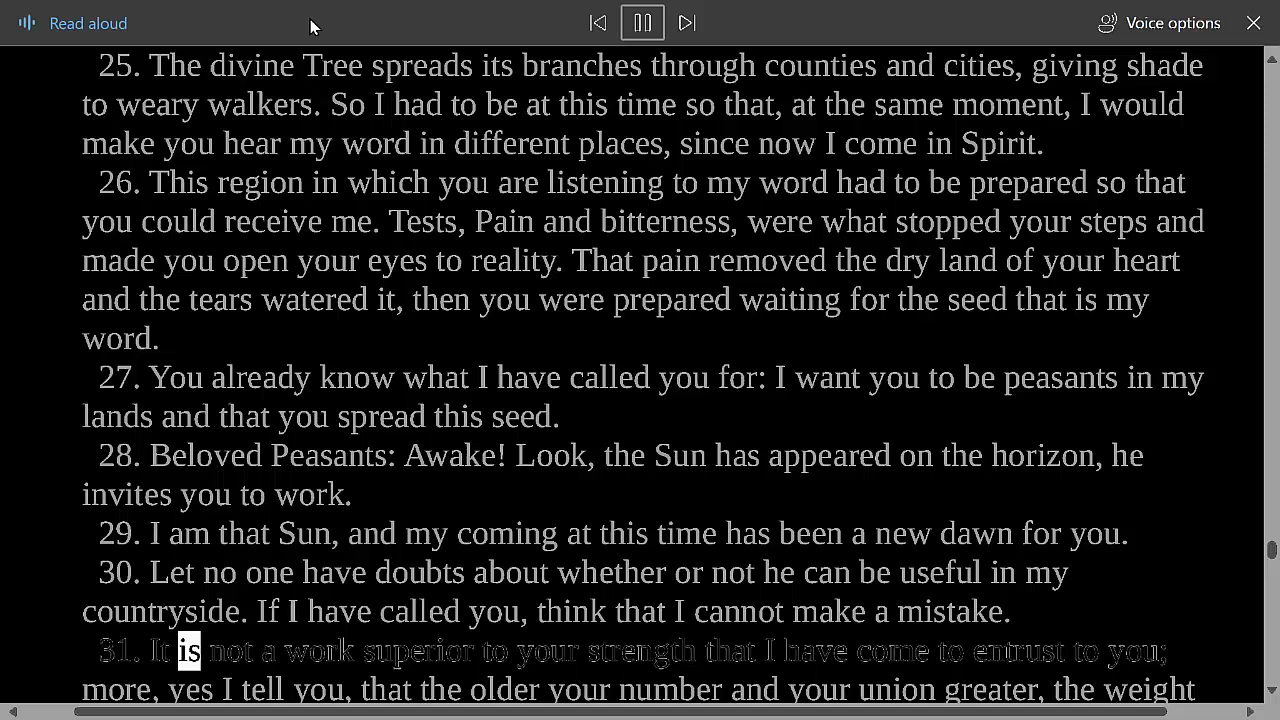 Read aloud
Voice options
25. The divine Tree spreads its branches through counties and cities, giving shade
to weary walkers. So I had to be at this time so that, at the same moment, I would
make you hear my word in different places, since now I come in Spirit.
26. This region in which you are listening to my word had to be prepared so that
you could receive me. Tests, Pain and bitterness, were what stopped your steps and
made you open your eyes to reality. That pain removed the dry land of your heart
and the tears watered it, then you were prepared waiting for the seed that is my
word.
27. You already know what I have called you for: I want you to be peasants in my
lands and that you spread this seed.
28. Beloved Peasants: Awake! Look, the Sun has appeared on the horizon, he
invites you to work.
29. I am that Sun, and my coming at this time has been a new dawn for you.
30. Let no one have doubts about whether or not he can be useful in my
countryside. If I have called you, think that I cannot make a mistake.
31. It is not a work superior to your strength that I have come to entrust to you;
more, yes I tell you, that the older your number and your union greater, the weight